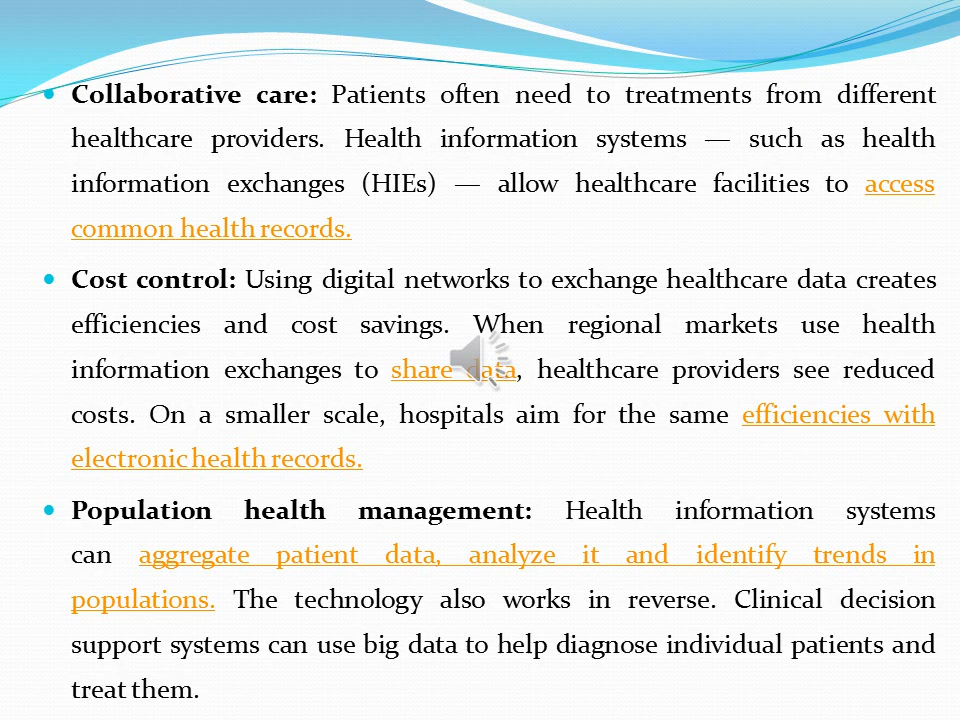 • Collaborative care: Patients often need to treatments from different
healthcare providers. Health information systems — such as health
information exchanges (HIEs) — allow healthcare facilities to access
common health records.
• Cost control: Using digital networks to exchange healthcare data creates
efficiencies and cost savings. When regional markets use health
information exchanges to share data, healthcare providers see reduced
costs. On a smaller scale, hospitals aim for the same efficiencies with
electronic health records.
• Population health management: Health information systems
can aggregate patient data, analyze it and identify trends in
populations. The technology also works in reverse. Clinical decision
support systems can use big data to help diagnose individual patients and
treat them.